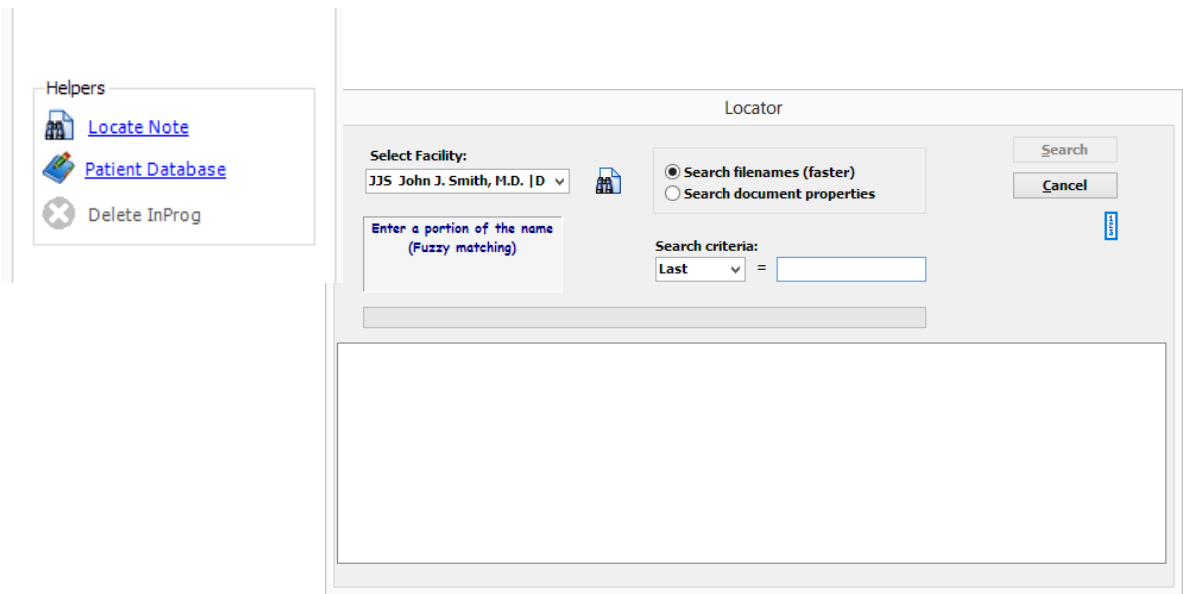 Helpers
Locate Note
Patient Database
Delete InProg
Locator
Select Facility:
JJS John J. Smith, M.D. |D
Enter a portion of the name
(Fuzzy matching)
Search filenames (faster)
Search document properties
Search criteria:
Last =
Search
Cancel